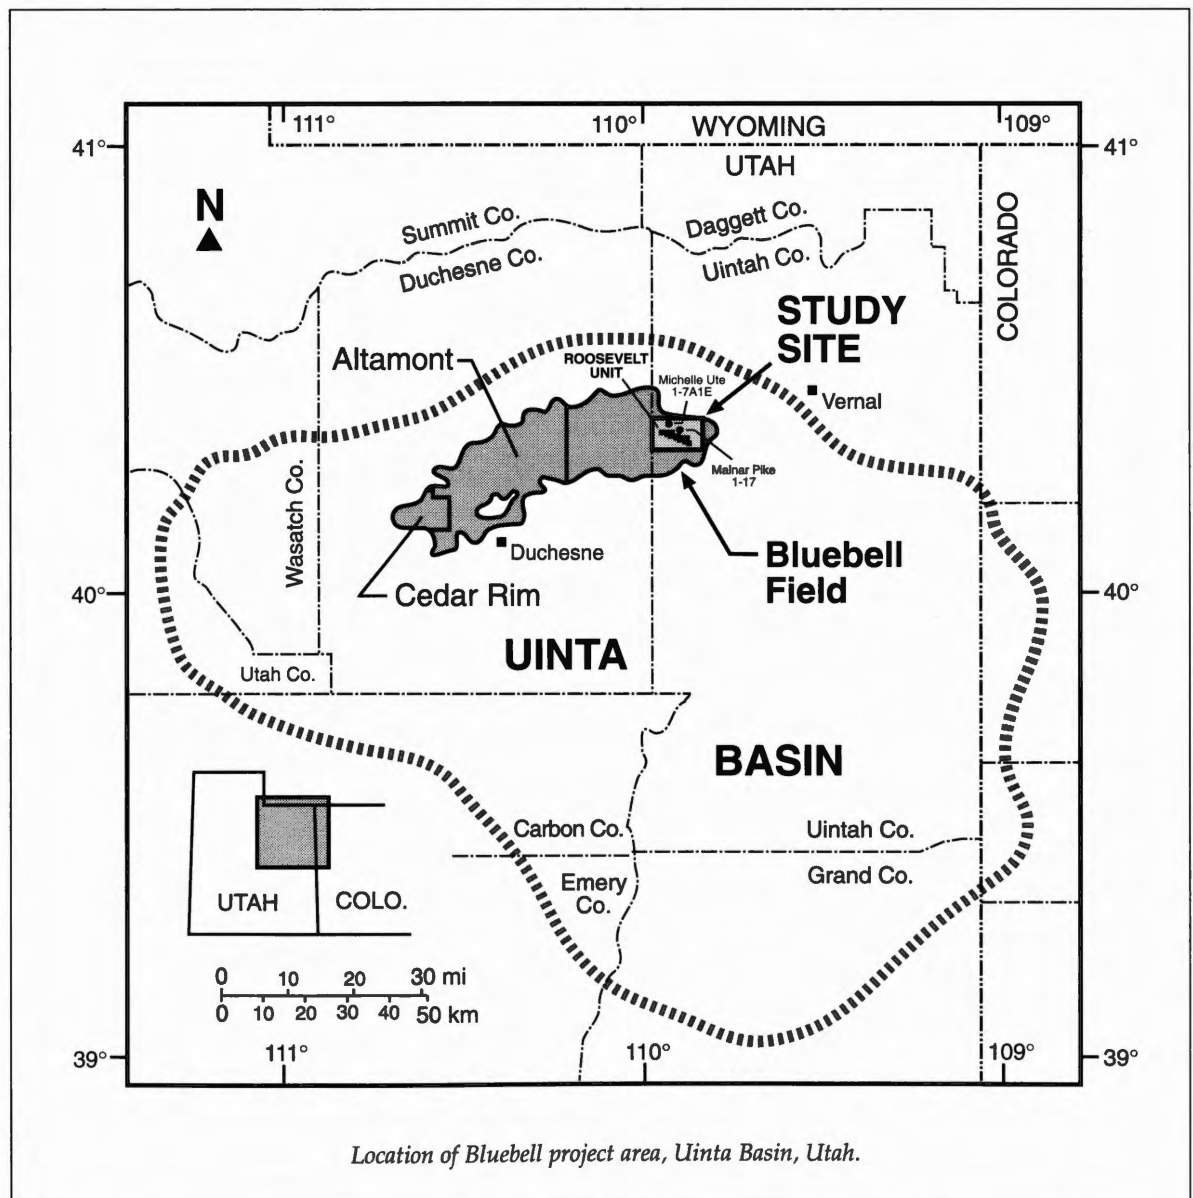 111°
110°
WYOMING
109°
41°
41°
UTAH
N
COLORADO
Summit Co.
Daggett Co.
Duchesne Co.
Uintah Co.
STUDY
SITE
Altamont
ROOSEVELT
UNIT
Michelle Ute
1-7A1E
Vernal
Malnar Pike
1-17
Wasatch Co.
Duchesne
Bluebell
Field
40°
Cedar Rim
40°
UINTA
Utah Co.
BASIN
Carbon Co.
Uintah Co.
Emery
Co.
Grand Co.
UTAH
COLO.
0 10 20 30 mi
0 10 20 30 40 50 km
39°
111°
110°
109°
39°
Location of Bluebell project area, Uinta Basin, Utah.